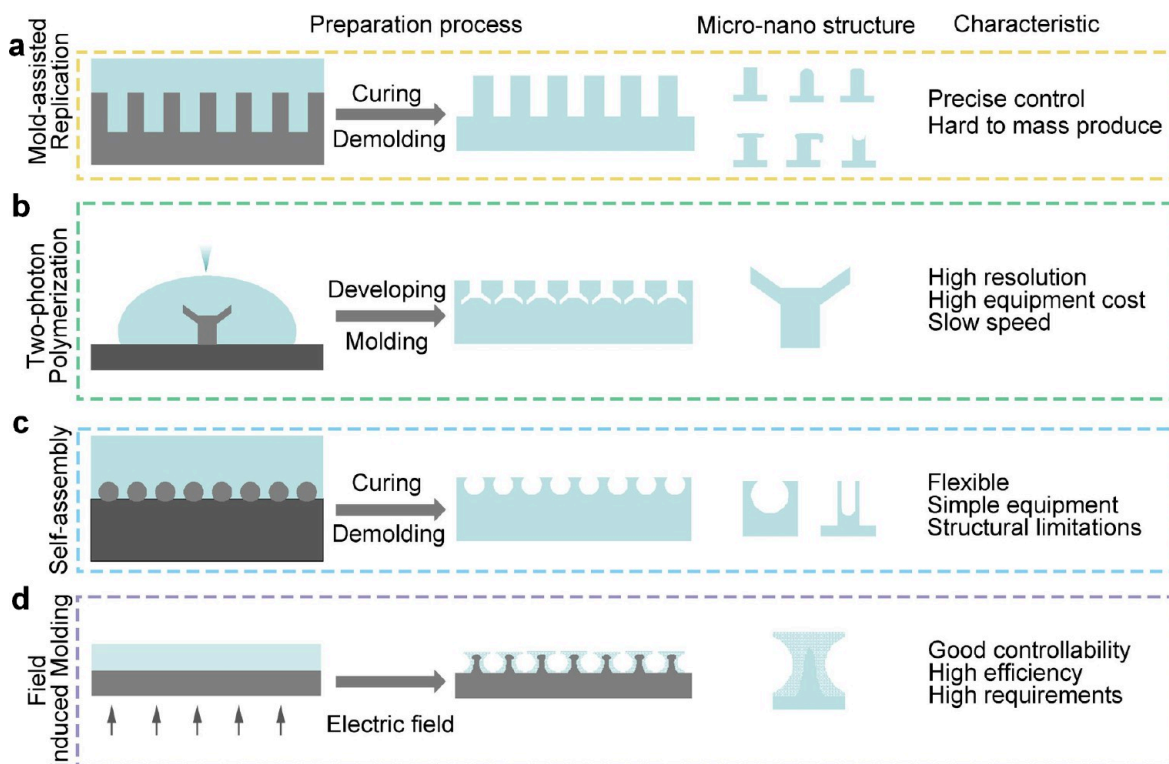 Preparation process
Micro-nano structure
Characteristic
a
Mold-assisted
Replication
Curing
Demolding
Precise control
Hard to mass produce
b
Two-photon
Polymerization
Developing
Molding
High resolution
High equipment cost
Slow speed
c
Self-assembly
Curing
Demolding
Flexible
Simple equipment
Structural limitations
d
Field
nduced Molding
Electric field
Good controllability
High efficiency
High requirements